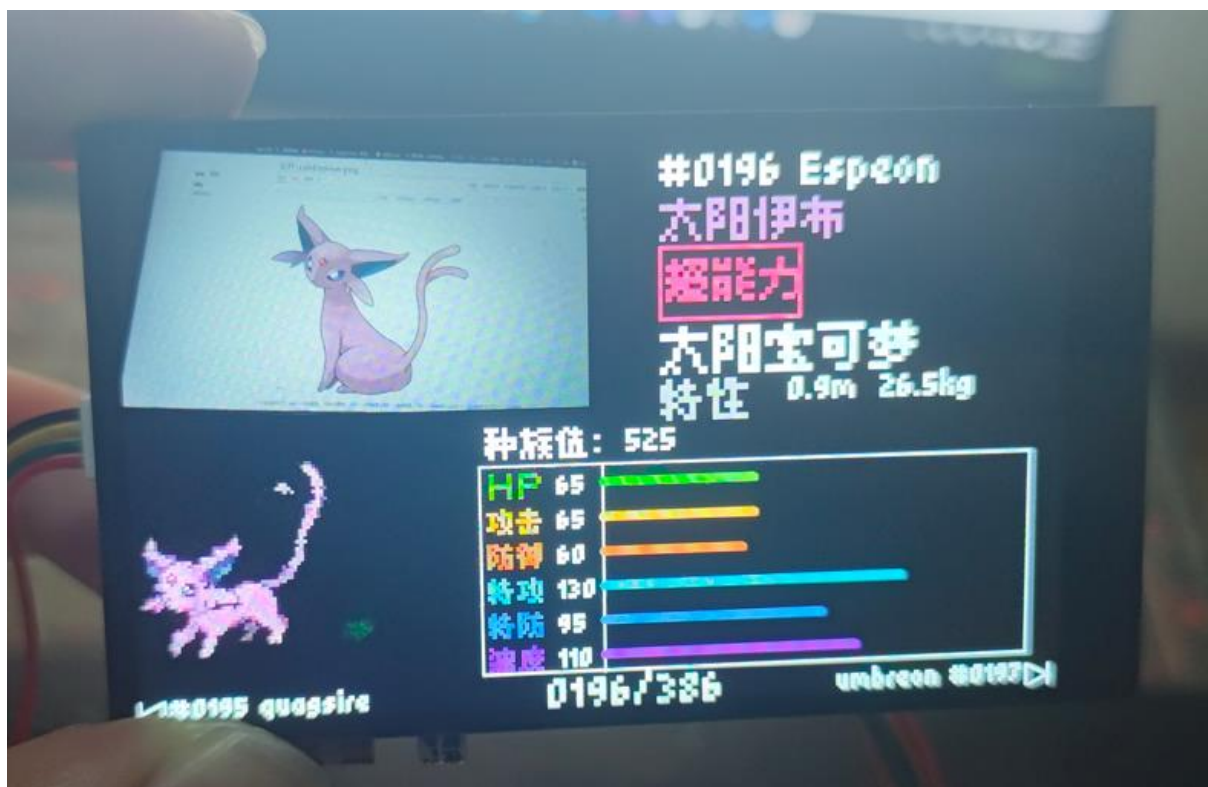 #0196 Espeon
太阳伊布
超能力
太阳宝可梦
特性 0.9m 26.5kg
种族值: 525
HP 65
攻击 65
防御 60
特攻 130
特防 95
速度 110
#0195 quagsire
0196/386
umbreon #0197